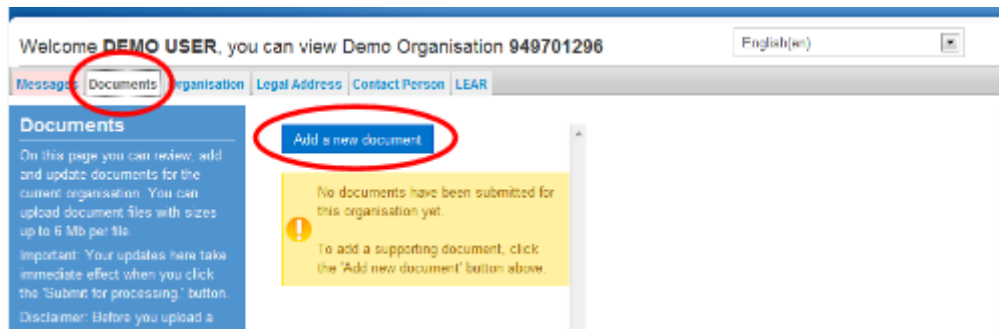 Welcome DEMO USER, you can view Demo Organisation 949701296
English(en)
Messages Documents Organisation Legal Address Contact Person LEAR
Documents
On this page you can review, add
and update documents for the
current organisation. You can
upload document files with sizes
up to 6 Mb per file.
Important: Your updates here take
immediate effect when you click
the 'Submit for processing.' button.
Disclaimer: Before you upload a
Add a new document
No documents have been submitted for
this organisation yet.
To add a supporting document, click
the 'Add new document' button above.